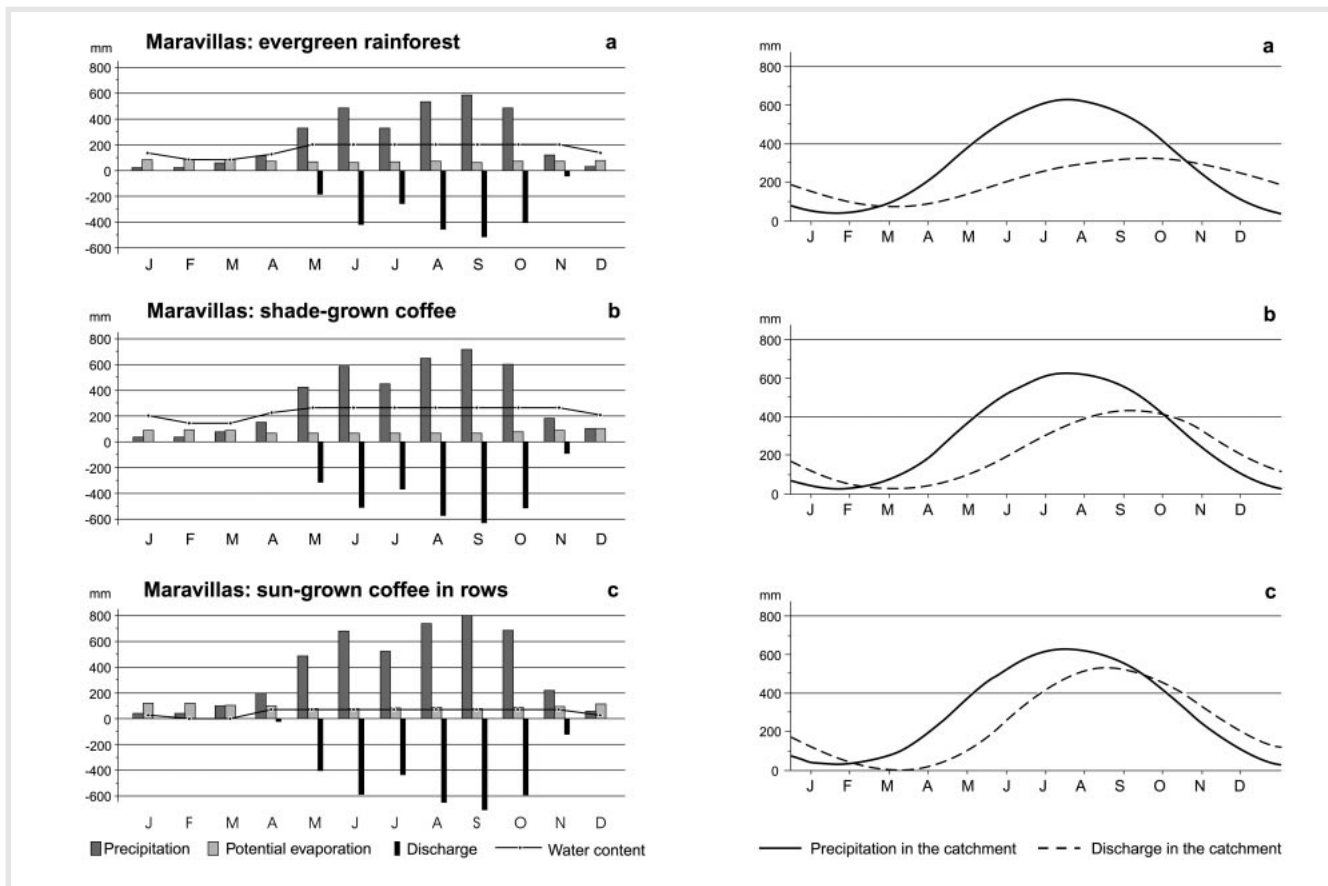 Maravilas: evergreen rainforest a
mm
800
600
400
200
0
-200
-400
-600
J F M A M J J A S O N D
a
mm
800
600
400
200
0
J F M A M J J A S O N D
Maravillas: shade-grown coffee b
mm
800
600
400
200
0
-200
-400
-600
J F M A M J J A S O N D
b
mm
800
600
400
200
0
J F M A M J J A S O N D
Maravillas: sun-grown coffee in rows c
mm
800
600
400
200
0
-200
-400
-600
J F M A M J J A S O N D
c
mm
800
600
400
200
0
J F M A M J J A S O N D
Precipitation Potential evaporation Discharge Water content
Precipitation in the catchment Discharge in the catchment